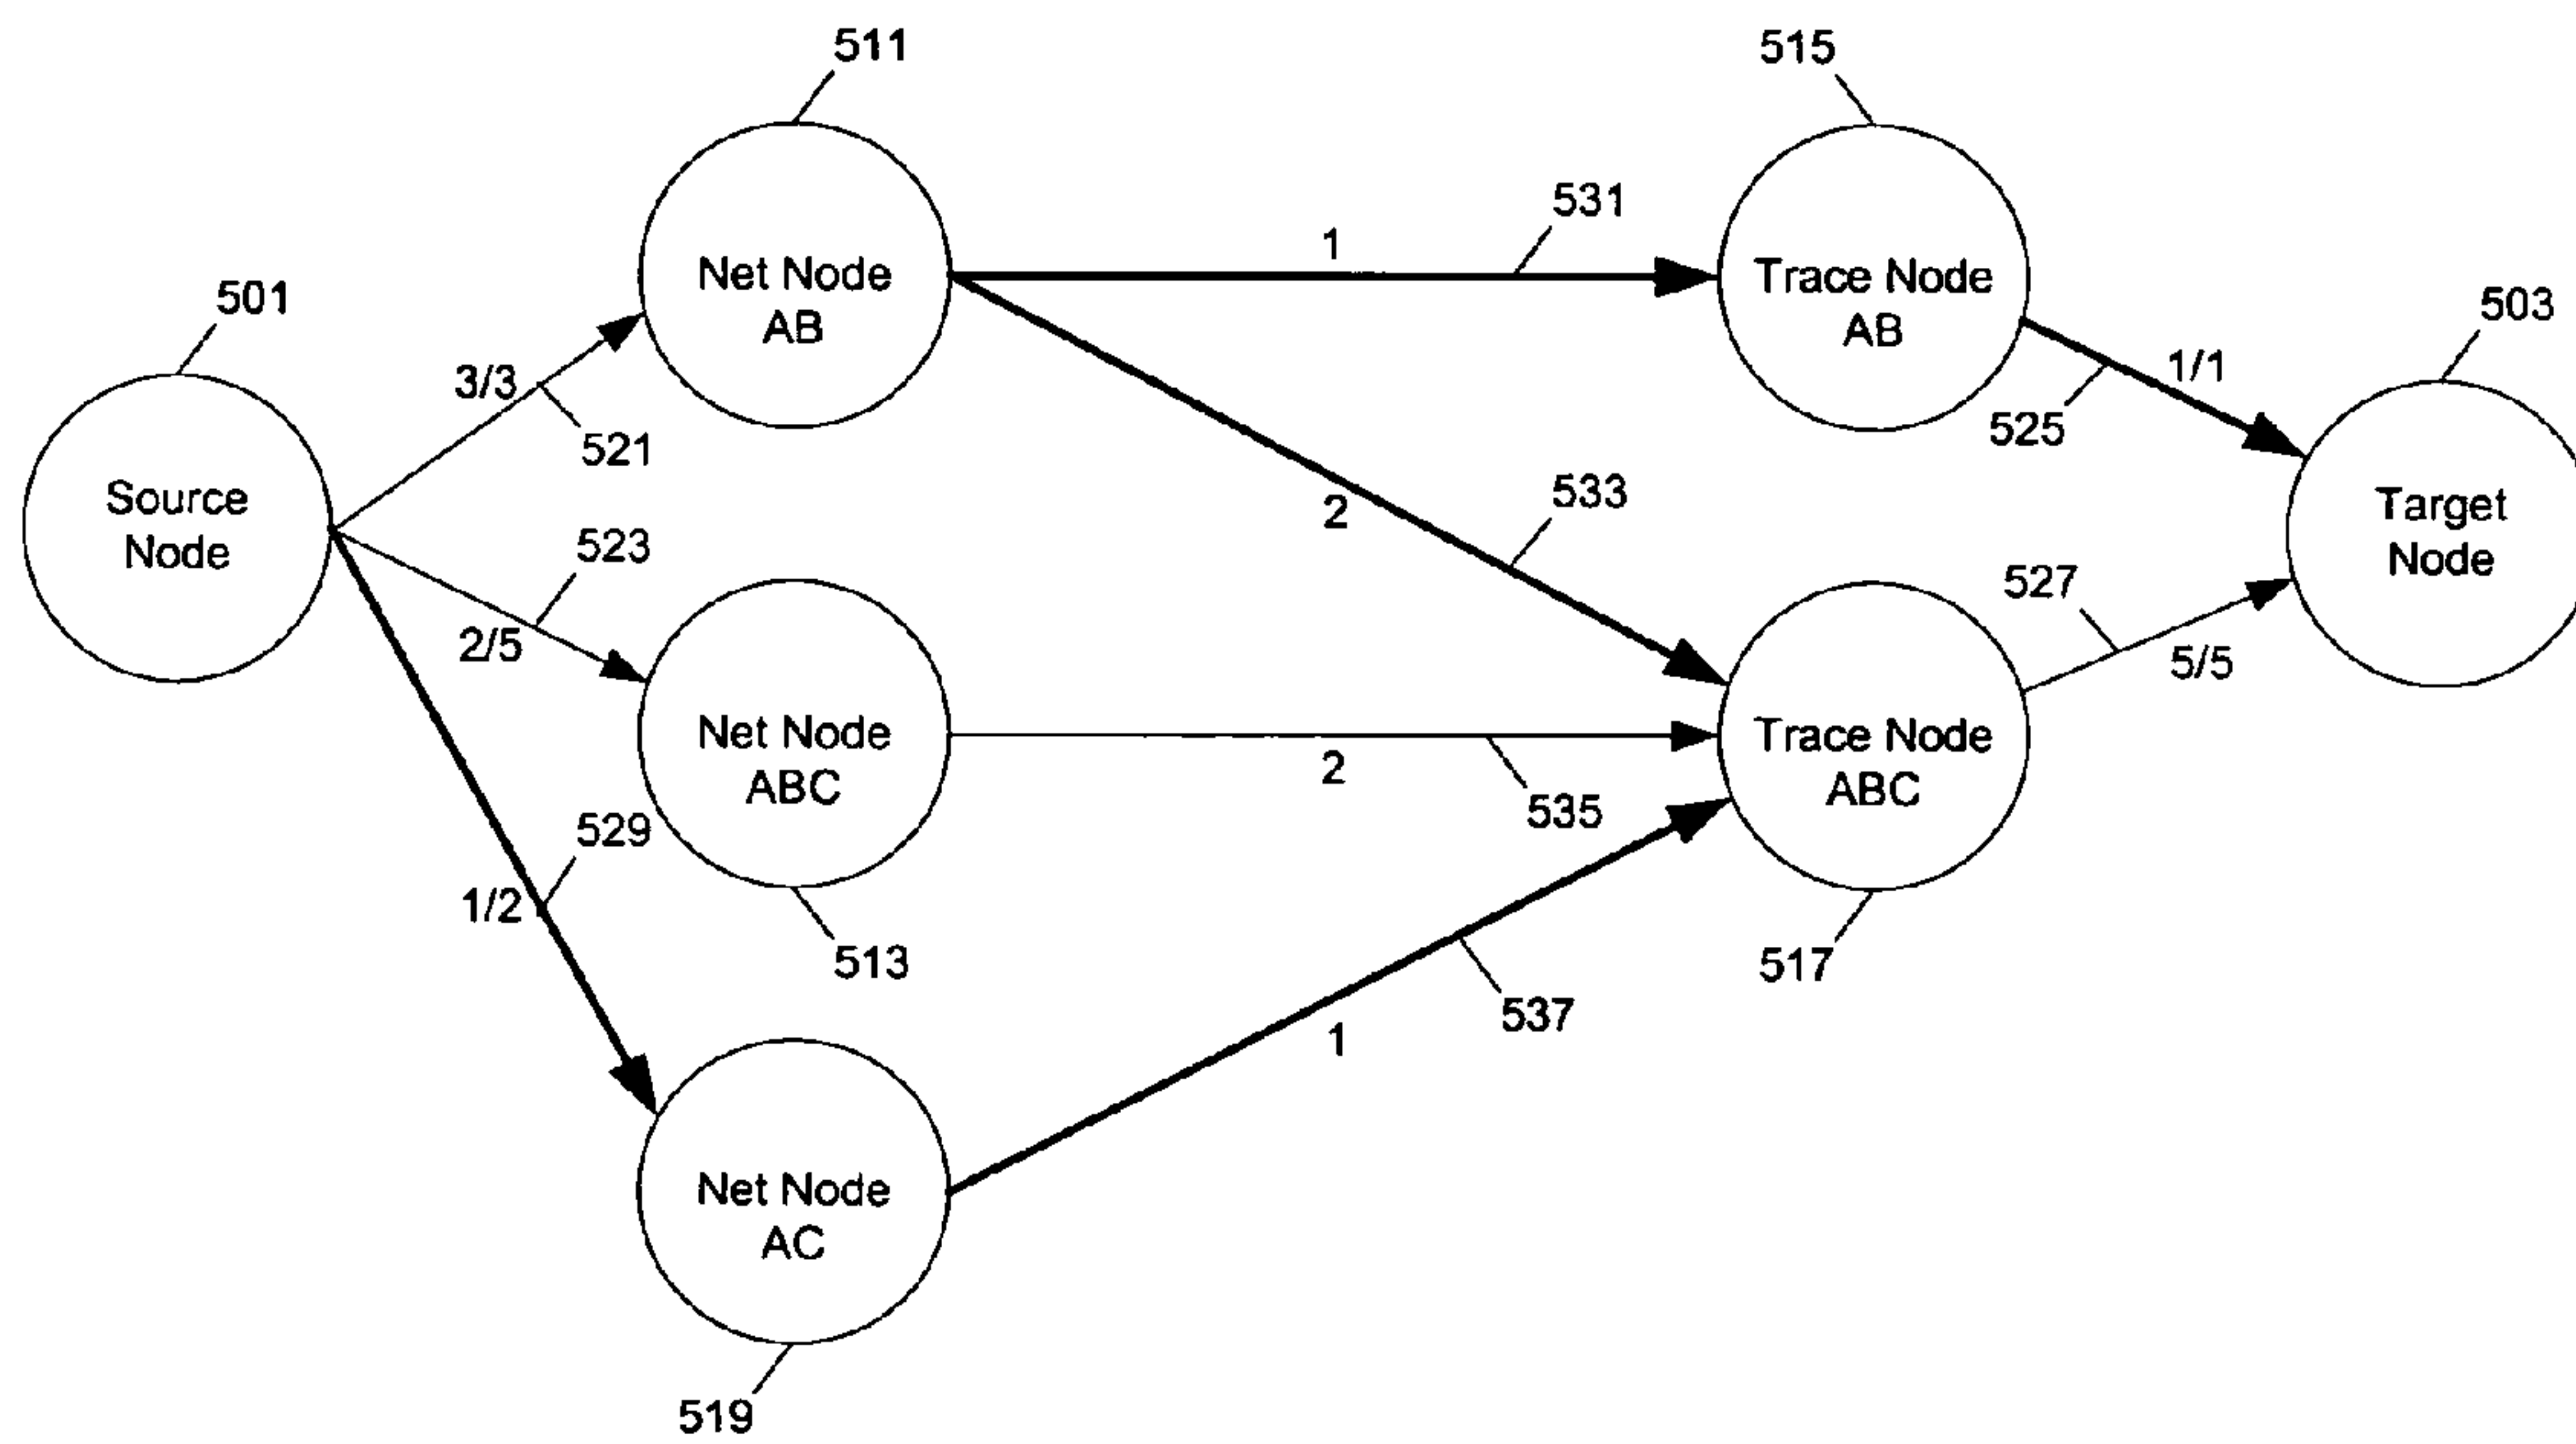 511
515
531
1
501
Net Node
AB
Trace Node
AB
503
3/3
1/1
521
525
Source
Node
523
2
533
Target
Node
527
2/5
5/5
Net Node
ABC
Trace Node
ABC
2
535
529
1/2
513
517
537
1
Net Node
AC
519